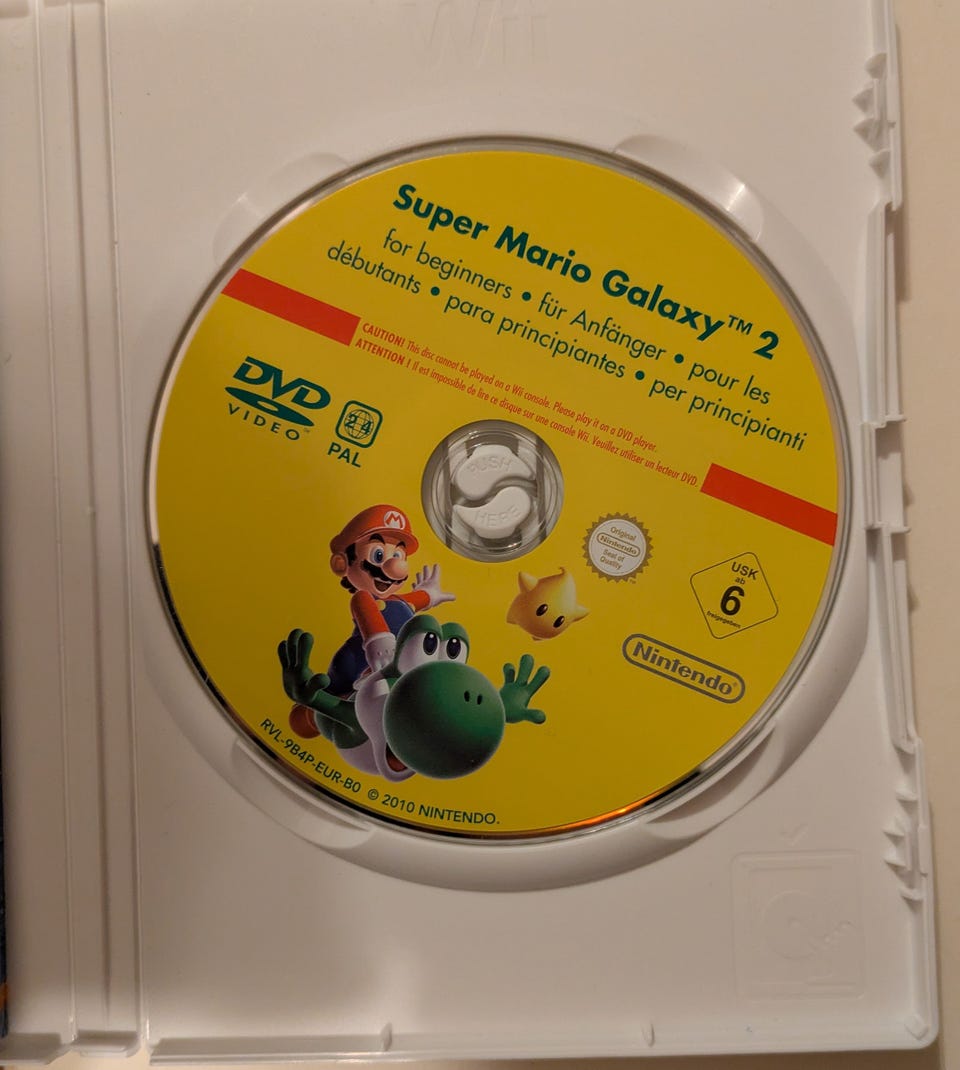 Wii
Super Mario Galaxy™ 2
for beginners • für Anfänger • pour les
débutants • para principiantes • per principianti
CAUTION! This disc cannot be played on a Wii console. Please play it on a DVD player.
ATTENTION ! Il est impossible de lire ce disque sur une console Wii. Veuillez utiliser un lecteur DVD.
DVD
VIDEO™
2 4
PAL
PUSH
HERE
M
Original
Nintendo
Seal of
Quality
USK
ab
6
freigegeben
Nintendo®
RVL-9B4P-EUR-B0 © 2010 NINTENDO.